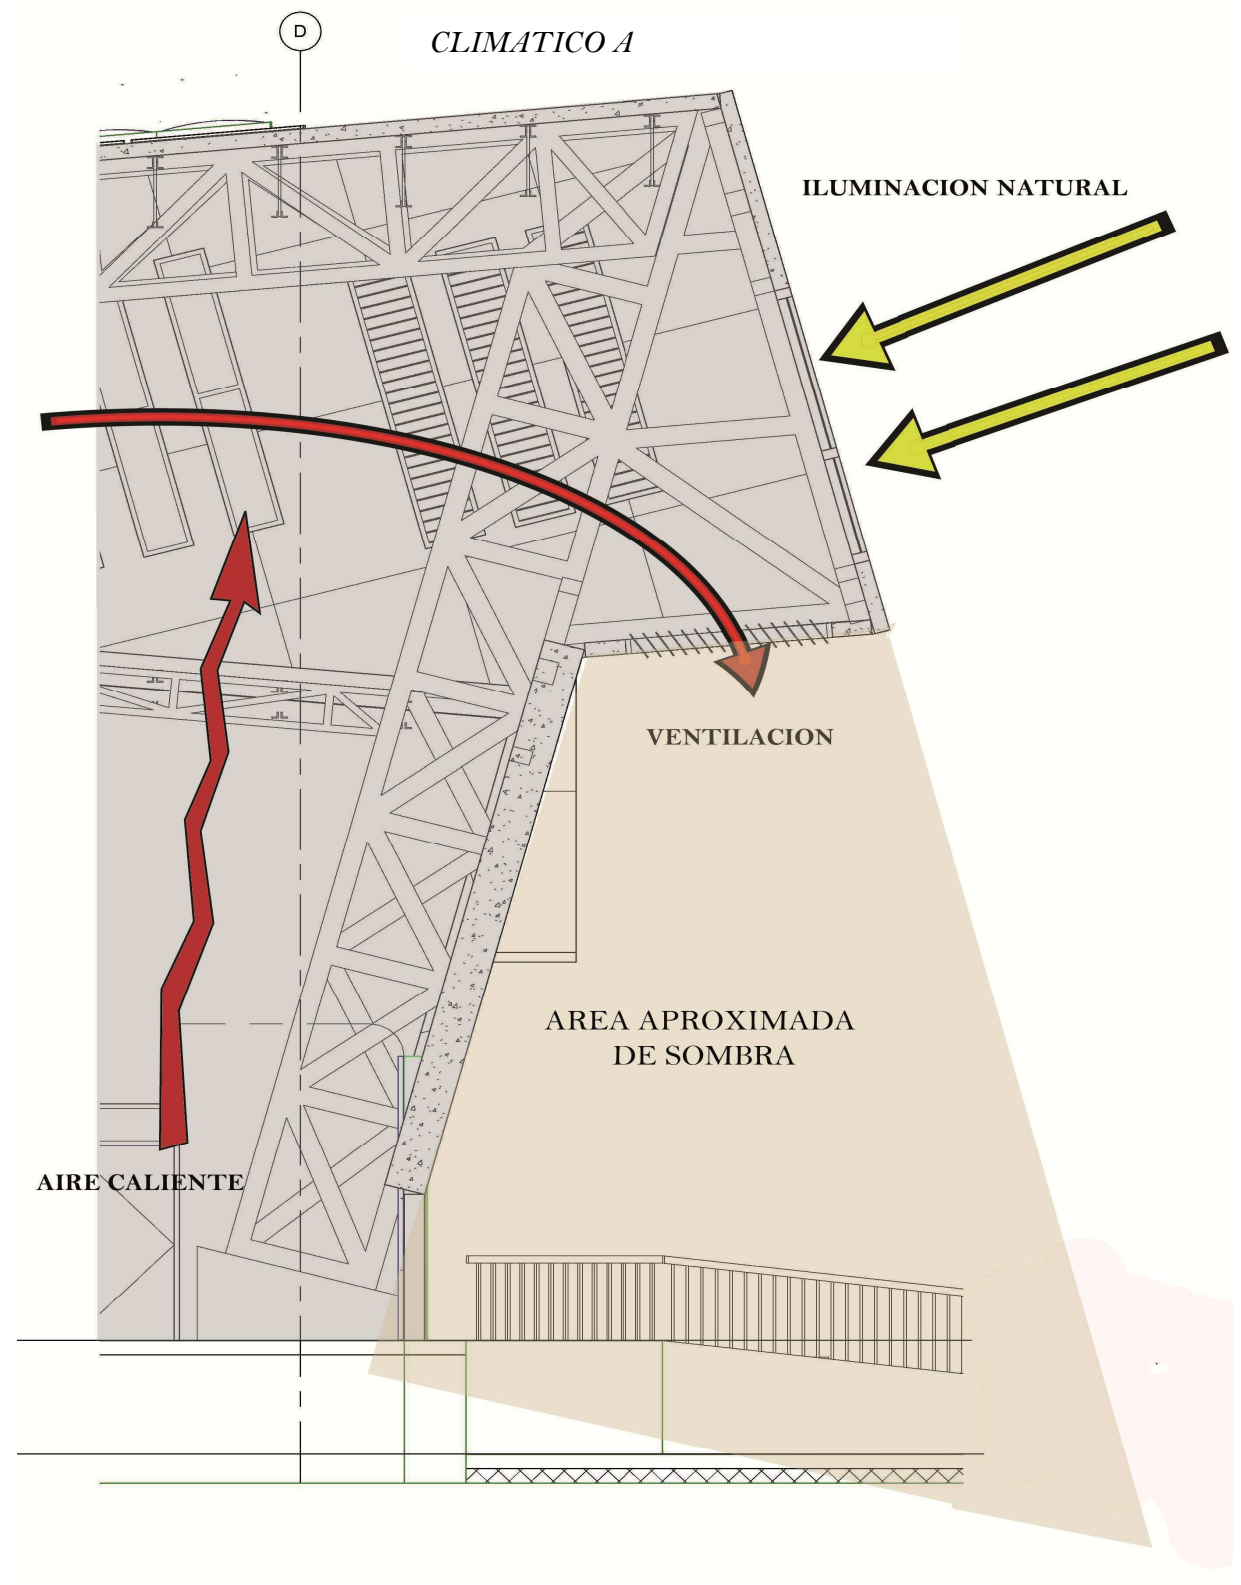 D
CLIMATICO A
ILUMINACION NATURAL
VENTILACION
AREA APROXIMADA
DE SOMBRA
AIRE CALIENTE